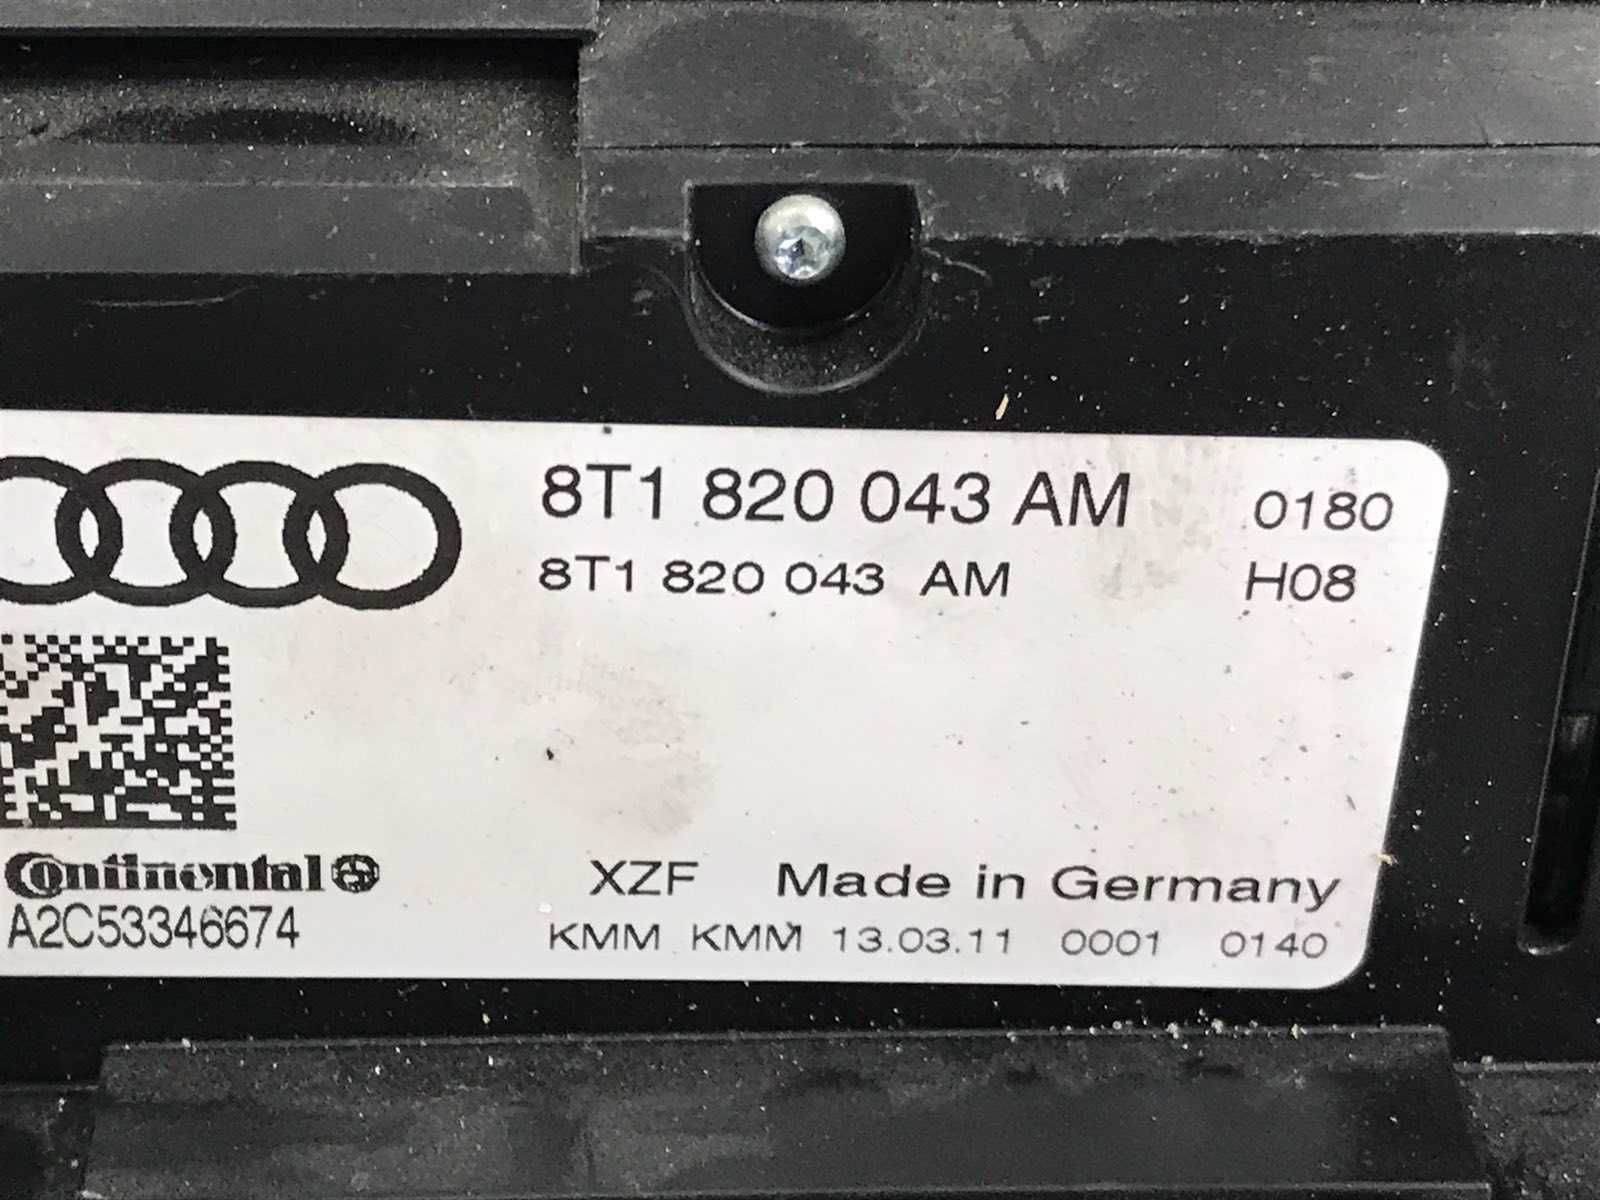 8T1 820 043 AM 0180
8T1 820 043 AM H08
Continental
A2C53346674
XZF Made in Germany
KMM KMM 13.03.11 0001 0140